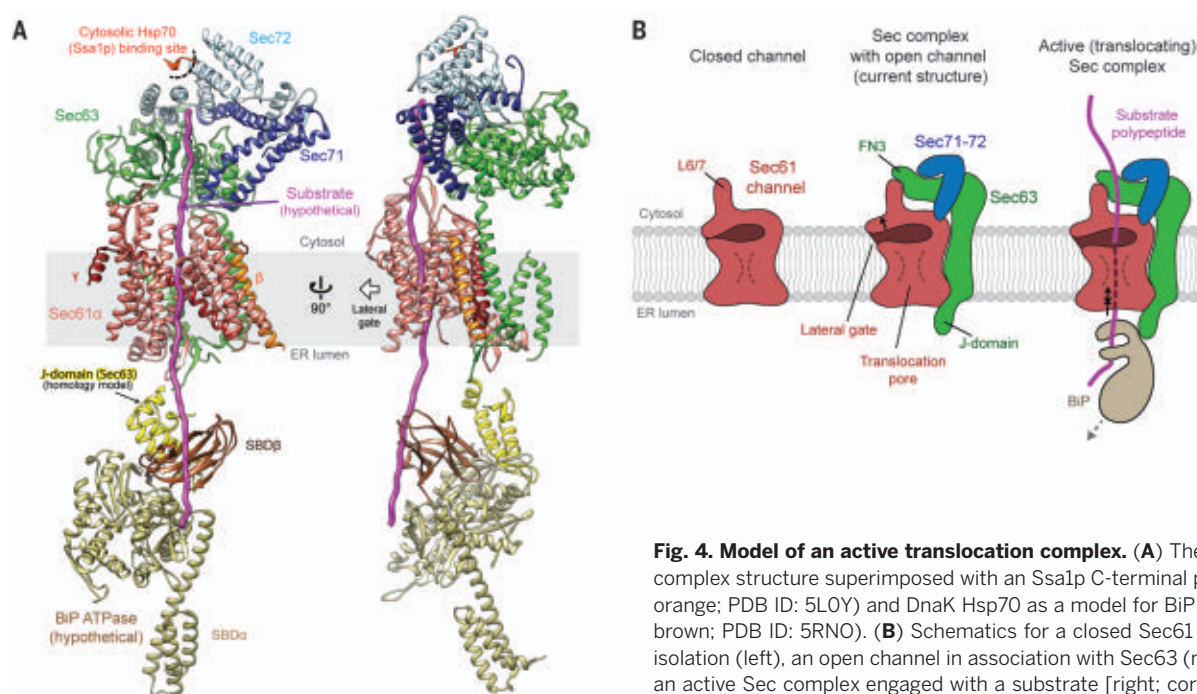 A
Cytosolic Hsp70
(Ssa1p) binding site
Sec72
Sec63
Sec71
Substrate
(hypothetical)
Cytosol
γ
β
Sec61α
90°
Lateral
gate
ER lumen
J-domain (Sec63)
(homology model)
SBDβ
BiP ATPase
(hypothetical)
SBDα
B
Closed channel
Sec complex
with open channel
(current structure)
Active (translocating)
Sec complex
Substrate
polypeptide
FN3
Sec71-72
L6/7
Sec61
channel
Sec63
Cytosol
ER lumen
Lateral gate
J-domain
Translocation
pore
BiP
Fig. 4. Model of an active translocation complex. (A) The
complex structure superimposed with an Ssa1p C-terminal p
orange; PDB ID: 5L0Y) and DnaK Hsp70 as a model for BiP
brown; PDB ID: 5RNO). (B) Schematics for a closed Sec61
isolation (left), an open channel in association with Sec63 (
an active Sec complex engaged with a substrate [right; cor